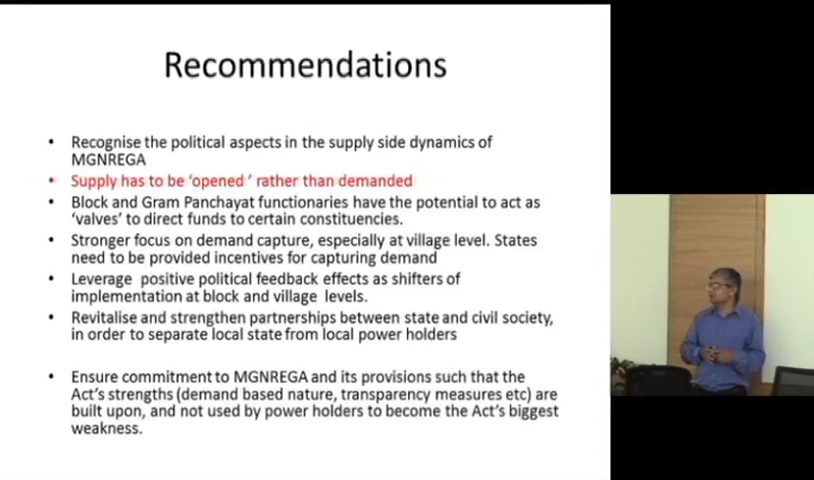 Recommendations
• Recognise the political aspects in the supply side dynamics of
MGNREGA
• Supply has to be ‘opened ’ rather than demanded
• Block and Gram Panchayat functionaries have the potential to act as
‘valves’ to direct funds to certain constituencies.
• Stronger focus on demand capture, especially at village level. States
need to be provided incentives for capturing demand
• Leverage positive political feedback effects as shifters of
implementation at block and village levels.
• Revitalise and strengthen partnerships between state and civil society,
in order to separate local state from local power holders
• Ensure commitment to MGNREGA and its provisions such that the
Act’s strengths (demand based nature, transparency measures etc) are
built upon, and not used by power holders to become the Act’s biggest
weakness.